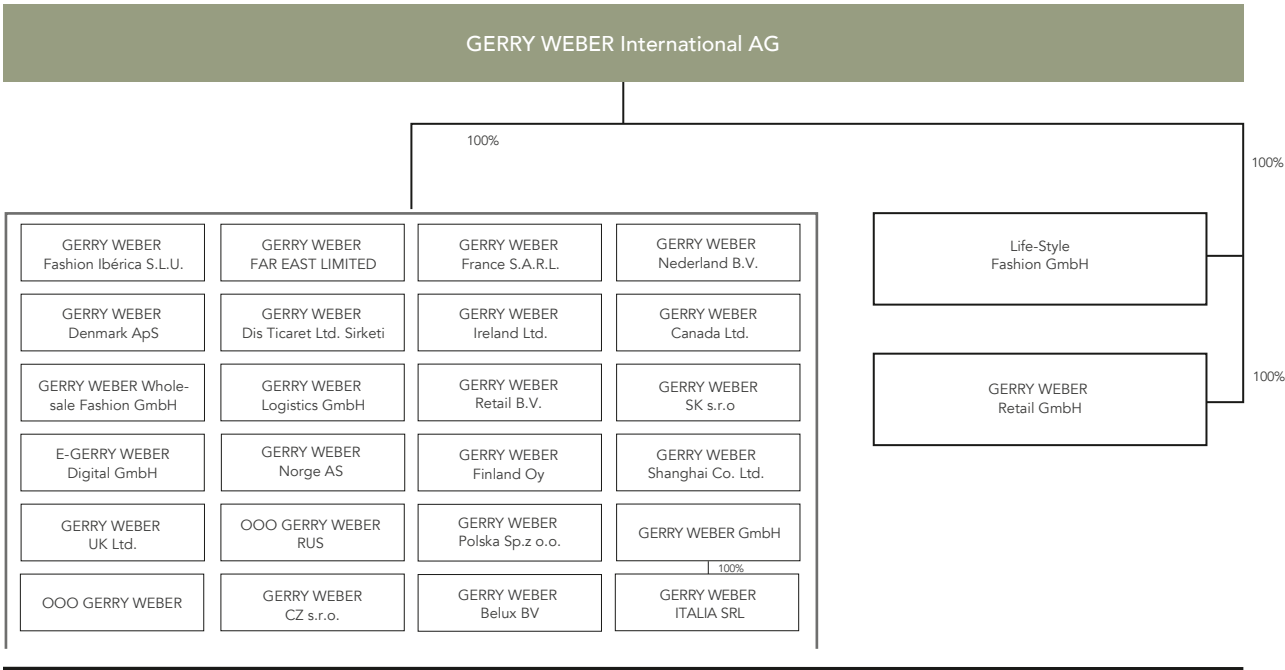 GERRY WEBER International AG
100%
100%
GERRY WEBER
Fashion Ibérica S.L.U.
GERRY WEBER
FAR EAST LIMITED
GERRY WEBER
France S.A.R.L.
GERRY WEBER
Nederland B.V.
Life-Style
Fashion GmbH
GERRY WEBER
Denmark ApS
GERRY WEBER
Dis Ticaret Ltd. Sirketi
GERRY WEBER
Ireland Ltd.
GERRY WEBER
Canada Ltd.
GERRY WEBER Whole-
sale Fashion GmbH
GERRY WEBER
Logistics GmbH
GERRY WEBER
Retail B.V.
GERRY WEBER
SK s.r.o
GERRY WEBER
Retail GmbH
100%
E-GERRY WEBER
Digital GmbH
GERRY WEBER
Norge AS
GERRY WEBER
Finland Oy
GERRY WEBER
Shanghai Co. Ltd.
GERRY WEBER
UK Ltd.
OOO GERRY WEBER
RUS
GERRY WEBER
Polska Sp.z o.o.
GERRY WEBER GmbH
100%
OOO GERRY WEBER
GERRY WEBER
CZ s.r.o.
GERRY WEBER
Belux BV
GERRY WEBER
ITALIA SRL